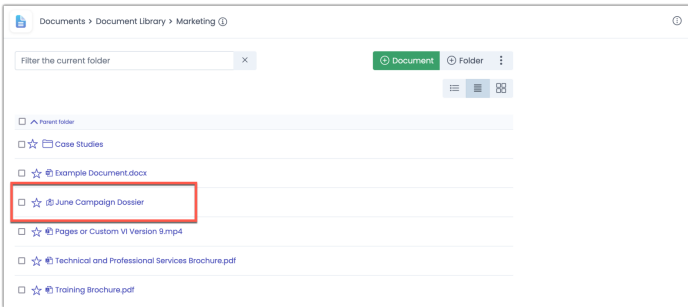 Documents > Document Library > Marketing
Filter the current folder
Document Folder
Parent folder
Case Studies
Example Document.docx
June Campaign Dossier
Pages or Custom VI Version 9.mp4
Technical and Professional Services Brochure.pdf
Training Brochure.pdf